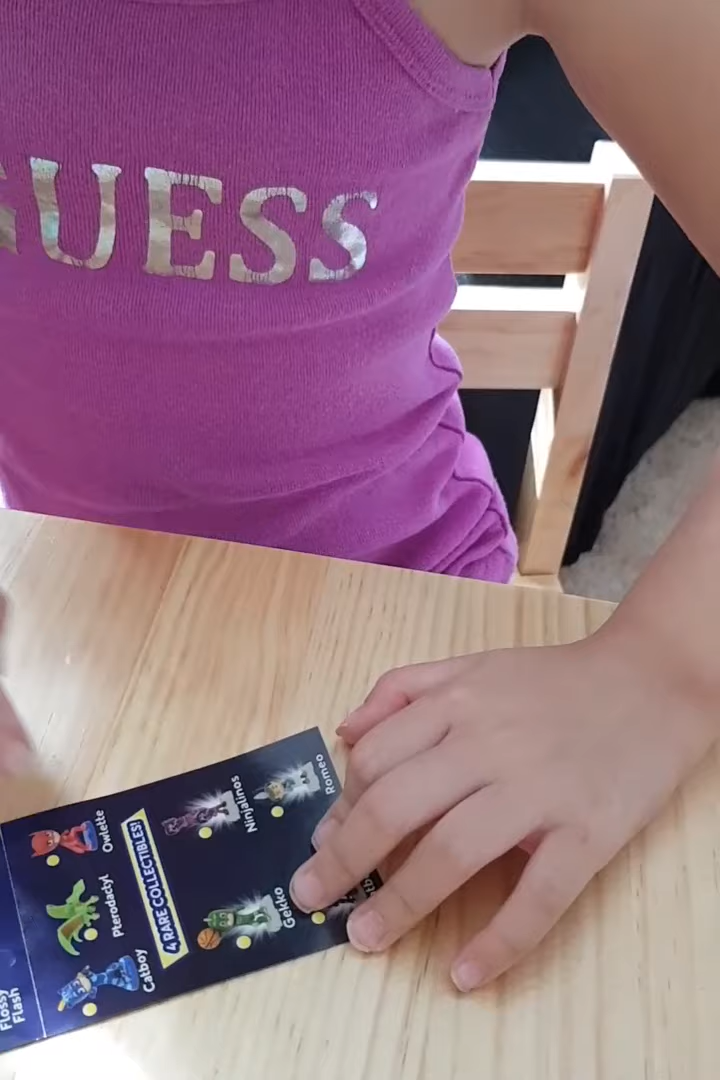 GUESS
Owlette
Pterodactyl
Catboy
4 RARE COLLECTIBLES!
Ninjalinos
Romeo
Gekko
Flossy
Flash